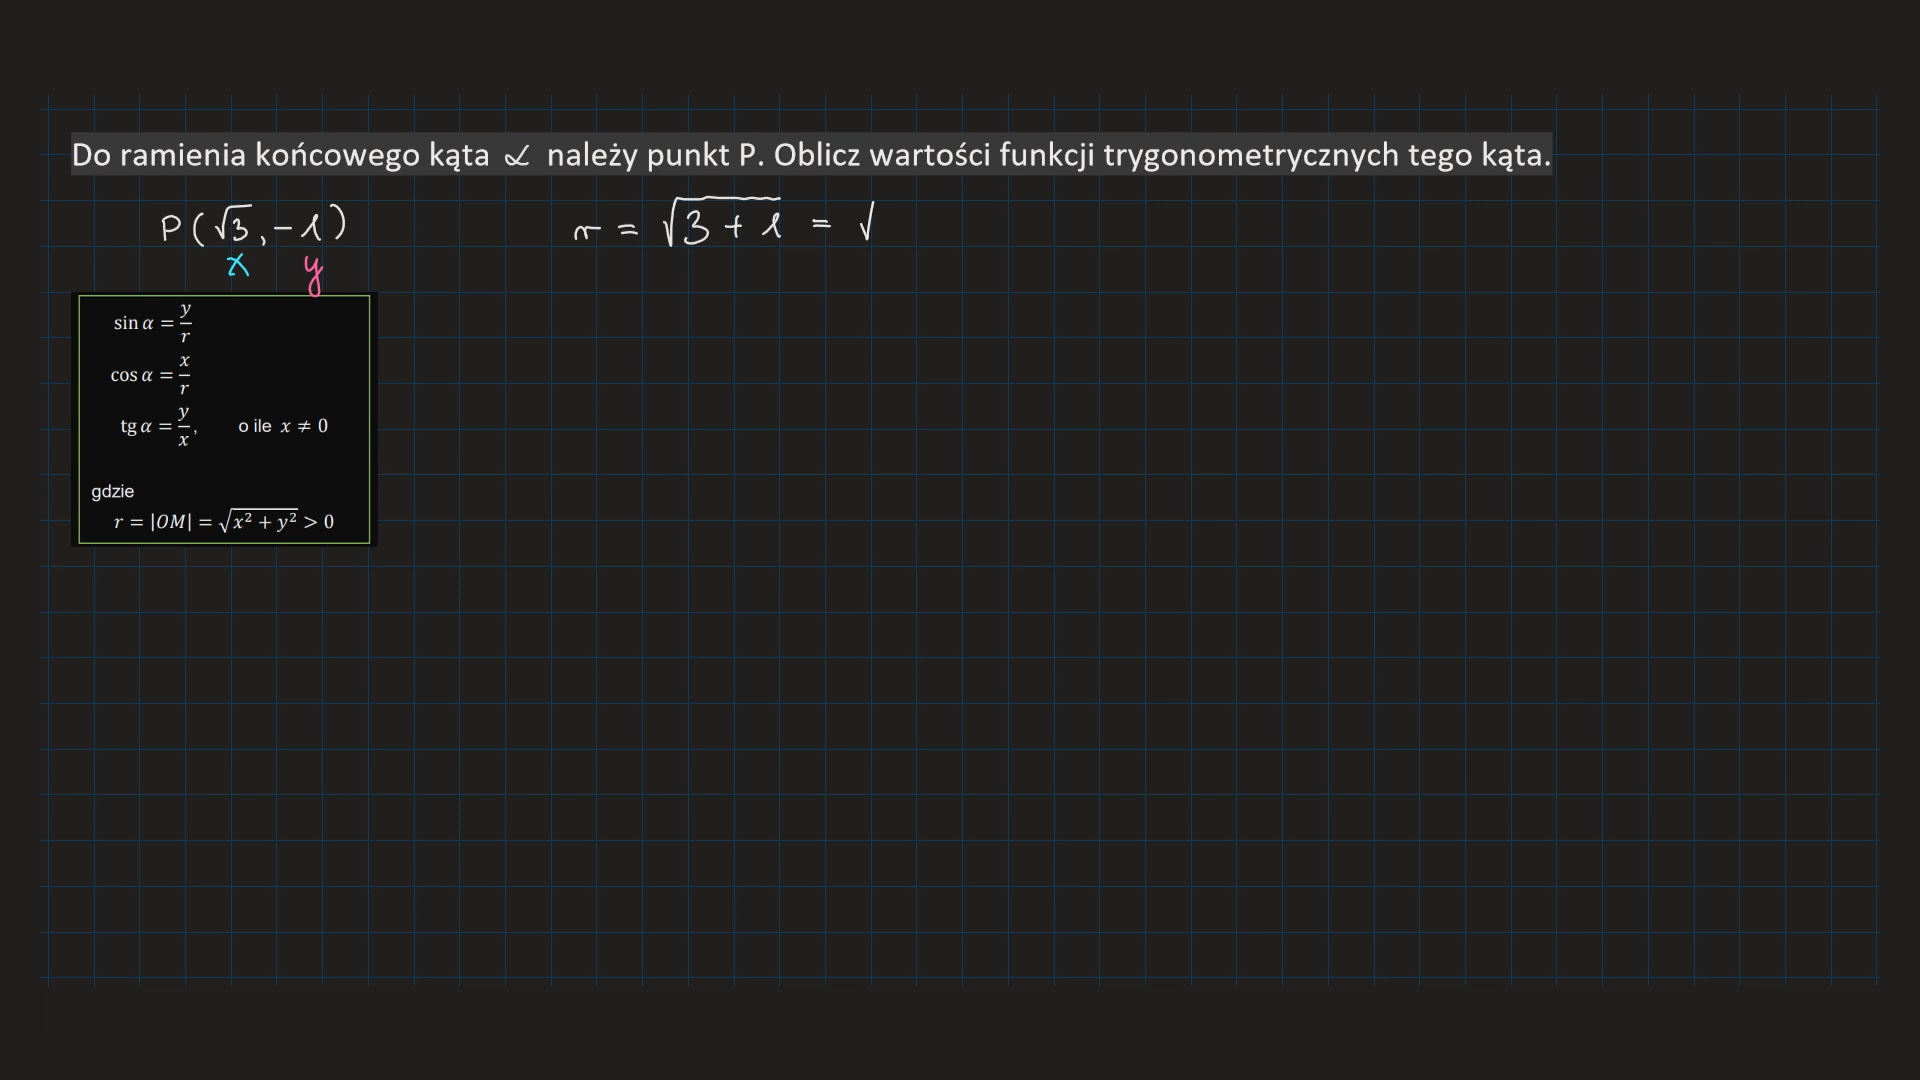 Do ramienia końcowego kąta ∝ należy punkt P. Oblicz wartości funkcji trygonometrycznych tego kąta.
P(√3, -1)
x y
r = √(3 + 1) = √
sin α = y/r
cos α = x/r
tg α = y/x, o ile x ≠ 0
gdzie
r = |OM| = √(x² + y²) > 0